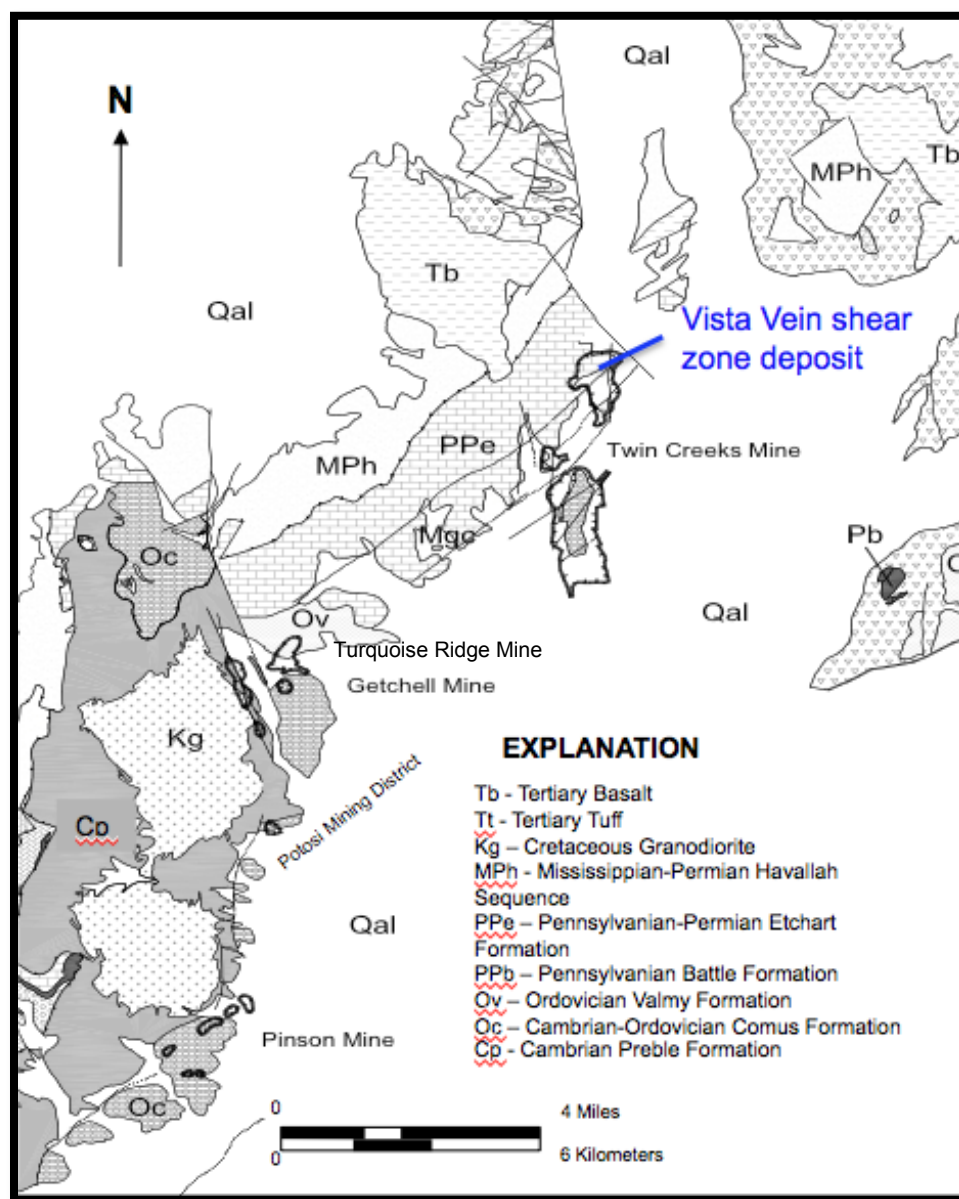 Qal
N
MPh
Tb
Tb
Qal
Vista Vein shear
zone deposit
PPe
MPh
Twin Creeks Mine
Mgc
Pb
Oc
Qal
Ov
Turquoise Ridge Mine
Getchell Mine
Kg
EXPLANATION
Potosi Mining District
Cp
Tb - Tertiary Basalt
Tt - Tertiary Tuff
Kg – Cretaceous Granodiorite
MPh - Mississippian-Permian Havallah
Sequence
PPe – Pennsylvanian-Permian Etchart
Formation
PPb – Pennsylvanian Battle Formation
Ov – Ordovician Valmy Formation
Oc – Cambrian-Ordovician Comus Formation
Cp - Cambrian Preble Formation
Qal
Pinson Mine
Oc
0
4 Miles
0
6 Kilometers